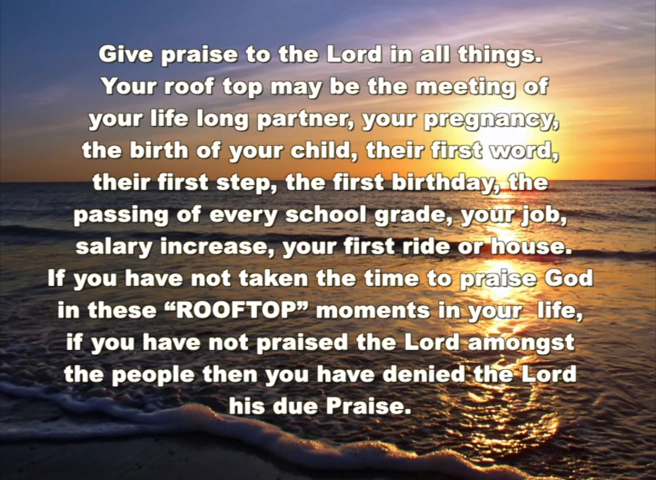 Give praise to the Lord in all things.
Your roof top may be the meeting of
your life long partner, your pregnancy,
the birth of your child, their first word,
their first step, the first birthday, the
passing of every school grade, your job,
salary increase, your first ride or house.
If you have not taken the time to praise God
in these “ROOFTOP” moments in your  life,
if you have not praised the Lord amongst
the people then you have denied the Lord
his due Praise.